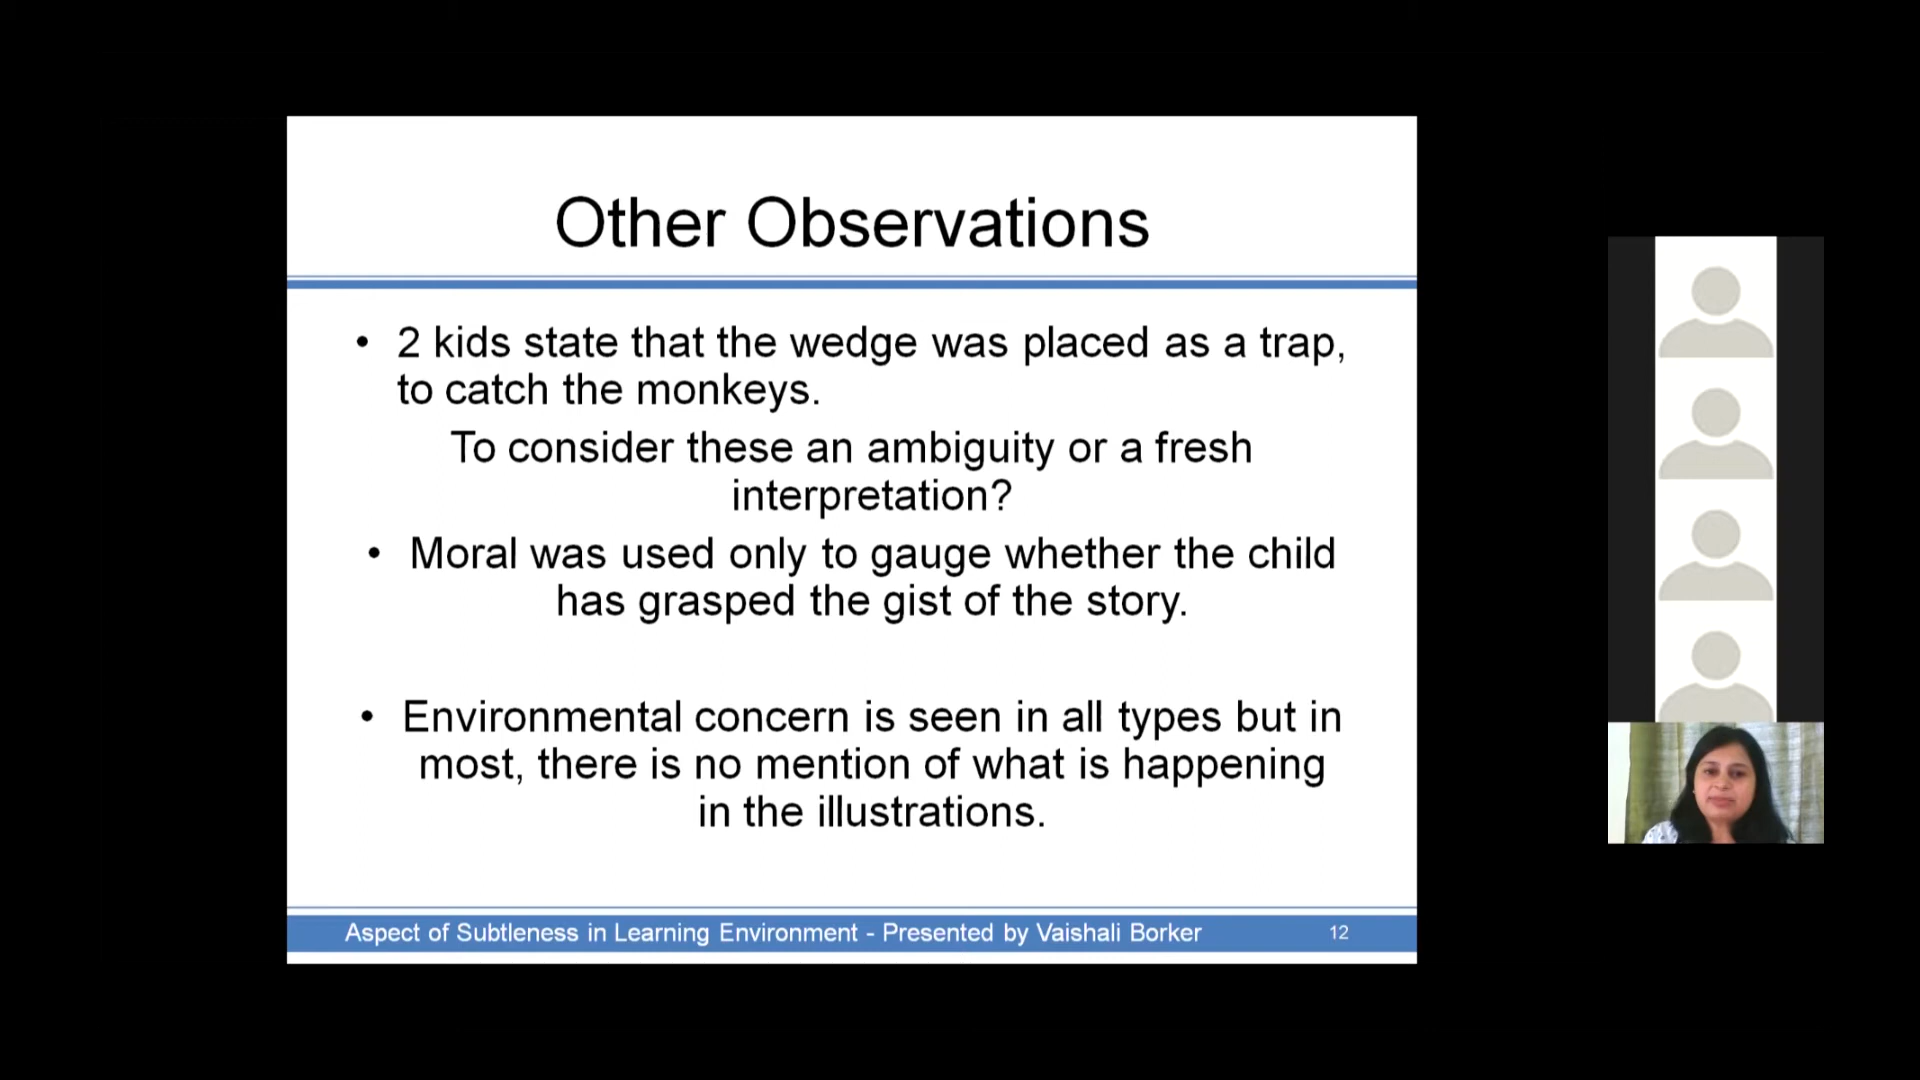 Other Observations
• 2 kids state that the wedge was placed as a trap,
to catch the monkeys.
To consider these an ambiguity or a fresh
interpretation?
• Moral was used only to gauge whether the child
has grasped the gist of the story.
• Environmental concern is seen in all types but in
most, there is no mention of what is happening
in the illustrations.
Aspect of Subtleness in Learning Environment - Presented by Vaishali Borker 12